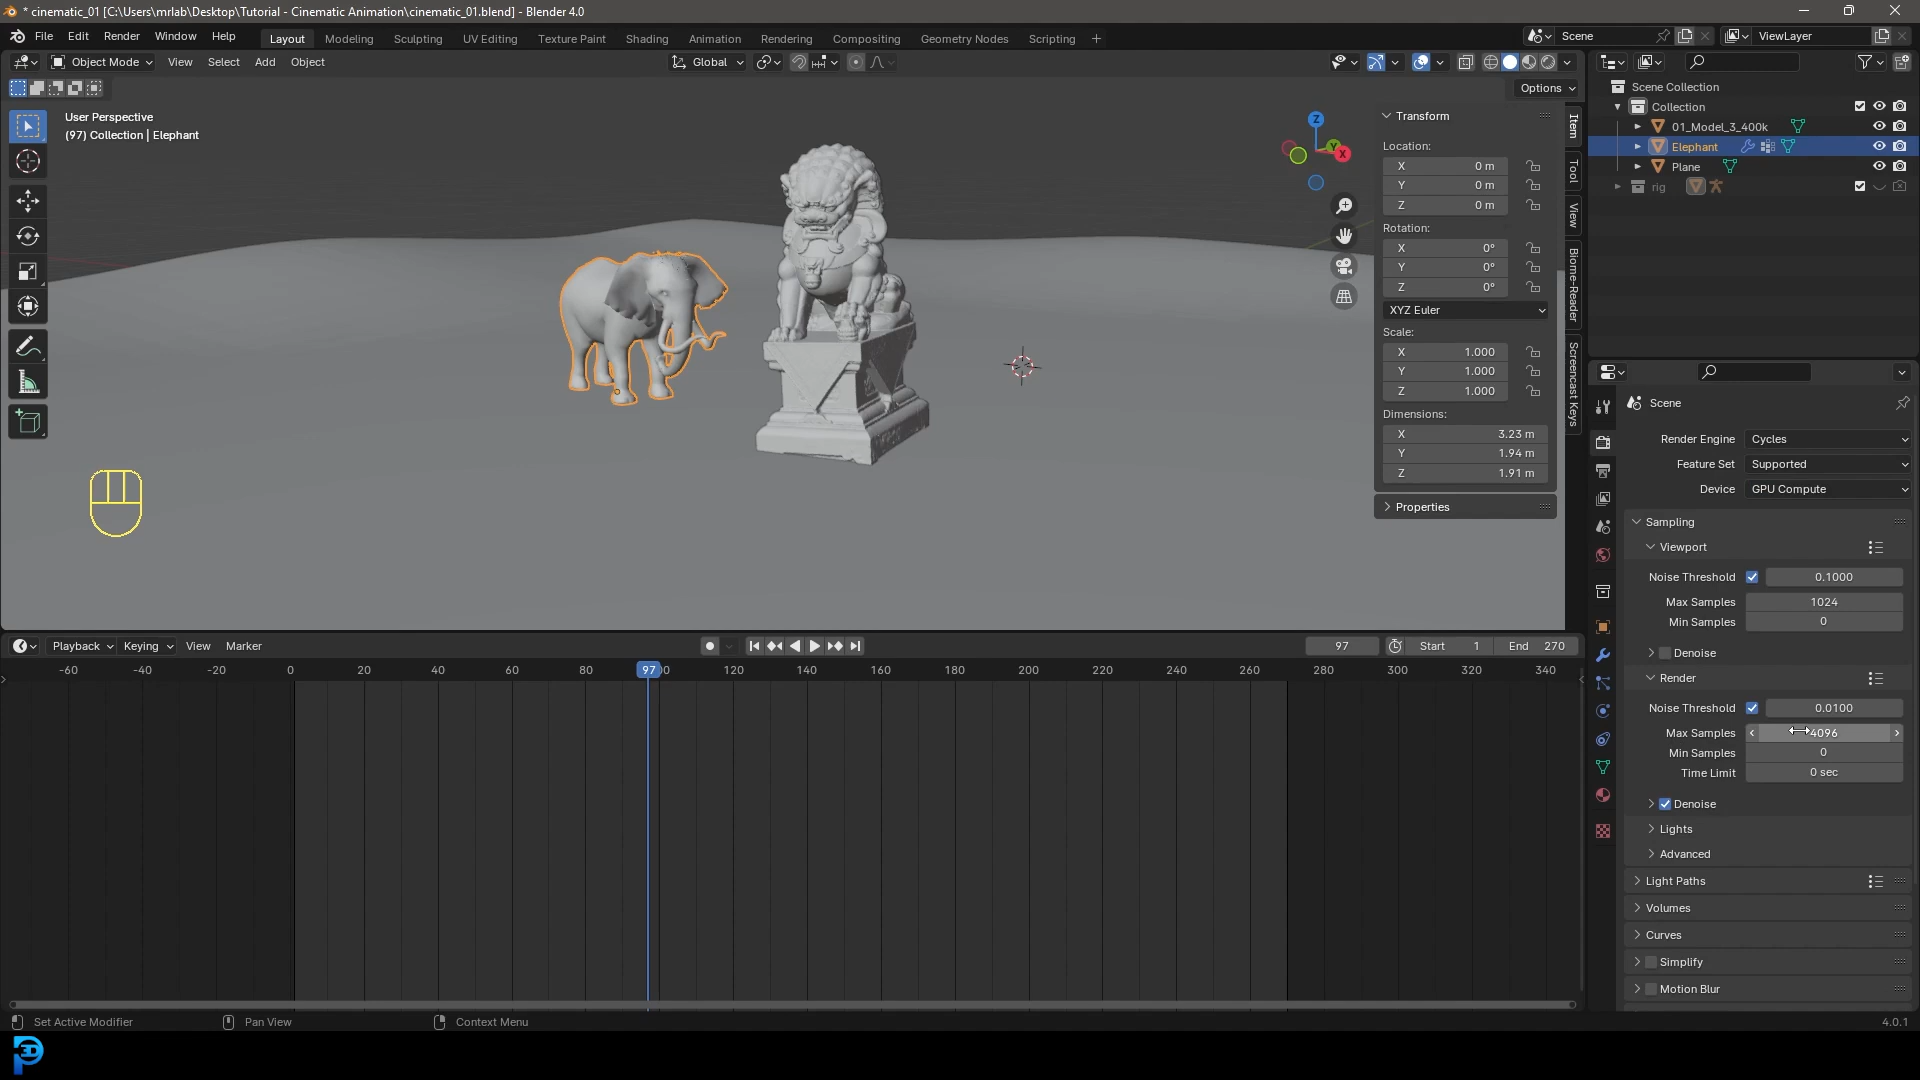 * cinematic_01 [C:\Users\mrlab\Desktop\Tutorial - Cinematic Animation\cinematic_01.blend] - Blender 4.0
File Edit Render Window Help
Layout Modeling Sculpting UV Editing Texture Paint Shading Animation Rendering Compositing Geometry Nodes Scripting +
Scene
ViewLayer
Object Mode View Select Add Object
Global
Options
User Perspective
(97) Collection | Elephant
Transform
Location:
X 0 m
Y 0 m
Z 0 m
Rotation:
X 0°
Y 0°
Z 0°
XYZ Euler
Scale:
X 1.000
Y 1.000
Z 1.000
Dimensions:
X 3.23 m
Y 1.94 m
Z 1.91 m
Properties
Item
Tool
View
Biome-Reader
Screencast Keys
Z
Y
X
Scene Collection
Collection
01_Model_3_400k
Elephant
Plane
rig
Scene
Render Engine Cycles
Feature Set Supported
Device GPU Compute
Sampling
Viewport
Noise Threshold 0.1000
Max Samples 1024
Min Samples 0
Denoise
Render
Noise Threshold 0.0100
Max Samples 4096
Min Samples 0
Time Limit 0 sec
Denoise
Lights
Advanced
Light Paths
Volumes
Curves
Simplify
Motion Blur
Playback Keying View Marker
97 Start 1 End 270
-60 -40 -20 0 20 40 60 80 97 120 140 160 180 200 220 240 260 280 300 320 340
Set Active Modifier Pan View Context Menu
4.0.1